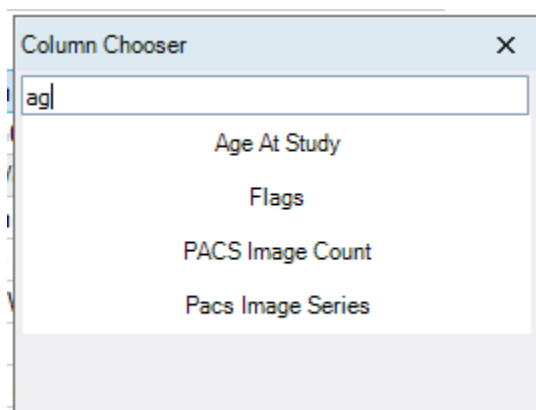 Column Chooser
ag
Age At Study
Flags
PACS Image Count
Pacs Image Series